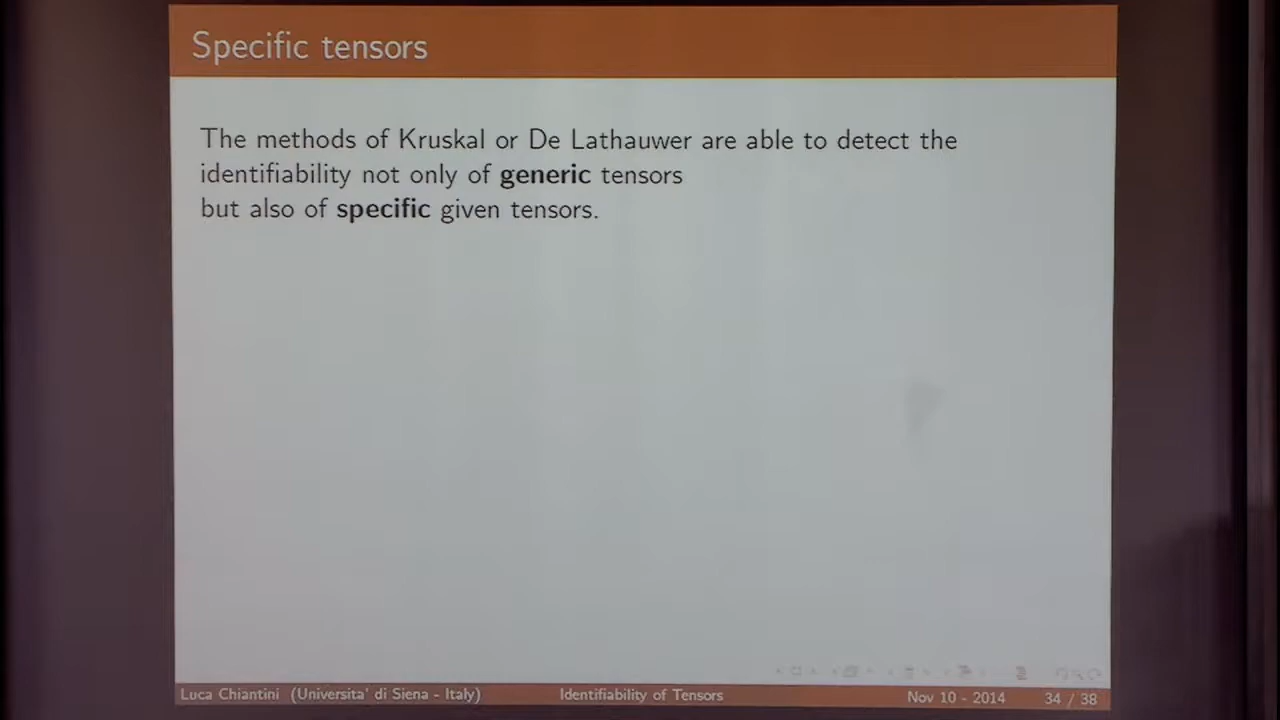 Specific tensors
The methods of Kruskal or De Lathauwer are able to detect the
identifiability not only of generic tensors
but also of specific given tensors.
Luca Chiantini (Universita' di Siena - Italy) Identifiability of Tensors Nov 10 - 2014 34 / 38